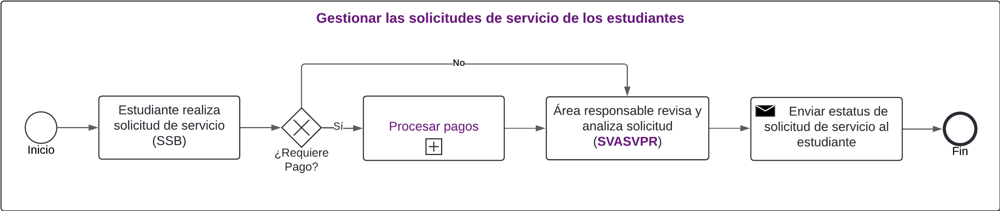 Gestionar las solicitudes de servicio de los estudiantes
No
Inicio
Estudiante realiza
solicitud de servicio
(SSB)
¿Requiere
Pago?
Sí
Procesar pagos
Área responsable revisa y
analiza solicitud
(SVASVPR)
Enviar estatus de
solicitud de servicio al
estudiante
Fin